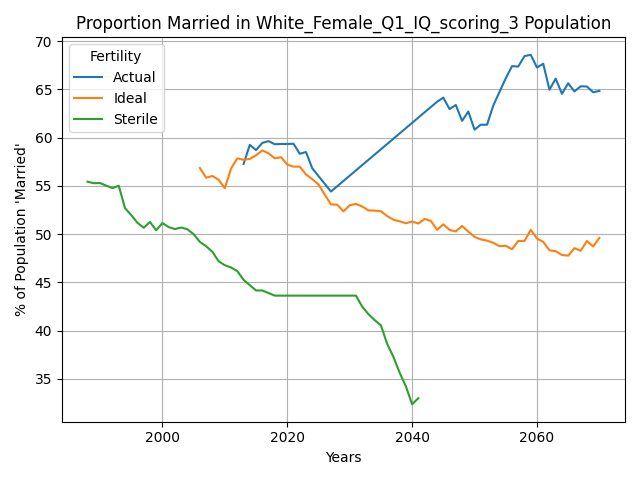 Proportion Married in White_Female_Q1_IQ_scoring_3 Population
Fertility
Actual
Ideal
Sterile
% of Population 'Married'
70
65
60
55
50
45
40
35
2000
2020
2040
2060
Years